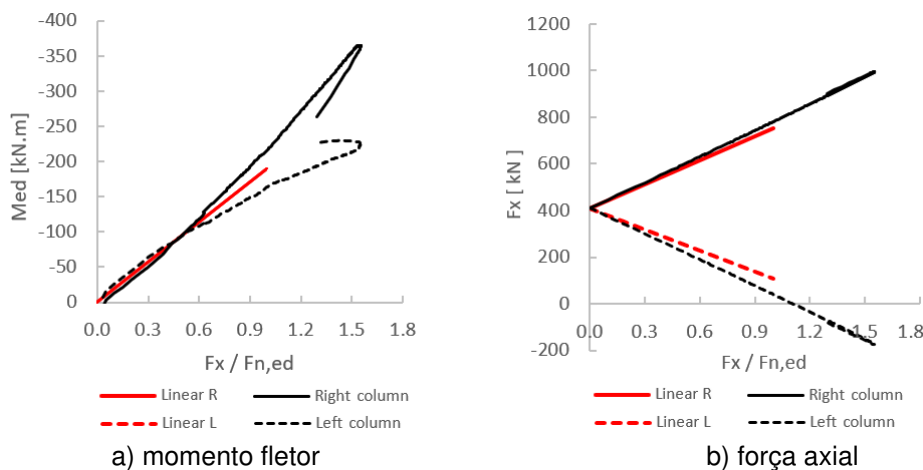 -400
-350
-300
-250
-200
-150
-100
-50
0
Med [kN.m]
0.0 0.3 0.6 0.9 1.2 1.5 1.8
Fx / Fn,ed
Linear R Right column
Linear L Left column
a) momento fletor
1200
1000
800
600
400
200
0
-200
Fx [ kN ]
0.0 0.3 0.6 0.9 1.2 1.5 1.8
Fx / Fn,ed
Linear R Right column
Linear L Left column
b) força axial